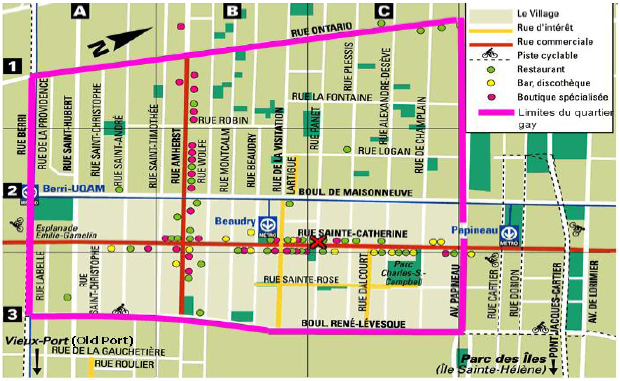 A
B
C
1
2
3
N
Le Village
Rue d'intérêt
Rue commerciale
Piste cyclable
Restaurant
Bar, discothèque
Boutique spécialisée
Limites du quartier
gay
RUE ONTARIO
RUE BERRI
RUE DE LA PROVIDENCE
RUE SAINT-HUBERT
RUE SAINT-CHRISTOPHE
RUE SAINT-ANDRÉ
RUE SAINT-TIMOTHÉE
RUE AMHERST
RUE WOLFE
RUE ROBIN
RUE MONTCALM
RUE BEAUDRY
RUE DE LA VISITATION
LARTIGUE
RUE PANET
RUE PLESSIS
RUE LA FONTAINE
RUE ALEXANDRE-DESÈVE
RUE LOGAN
RUE DE CHAMPLAIN
MÉTRO
Berri-UQAM
BOUL. DE MAISONNEUVE
Esplanade
Émilie-Gamelin
Beaudry
MÉTRO
RUE SAINTE-CATHERINE
Papineau
MÉTRO
RUE LABELLE
RUE
SAINT-CHRISTOPHE
RUE SAINTE-ROSE
RUE DALCOURT
Parc
Charles-S.-
Campbel
AV. PAPINEAU
RUE CARTIER
RUE DORION
PONT JACQUES-CARTIER
AV. DE LORIMIER
BOUL. RENÉ-LÉVESQUE
Vieux-Port (Old Port)
RUE DE LA GAUCHETIÈRE
RUE ROULIER
Parc des Îles
(Île Sainte-Hélène)